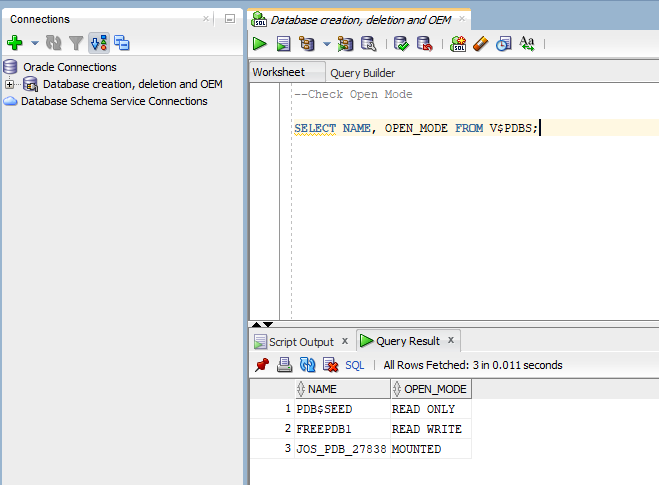 Connections
Oracle Connections
Database creation, deletion and OEM
Database Schema Service Connections
Database creation, deletion and OEM
Worksheet Query Builder
--Check Open Mode
SELECT NAME, OPEN_MODE FROM V$PDBS;
Script Output x Query Result x
SQL | All Rows Fetched: 3 in 0.011 seconds
NAME OPEN_MODE
1 PDB$SEED READ ONLY
2 FREEPDB1 READ WRITE
3 JOS_PDB_27838 MOUNTED